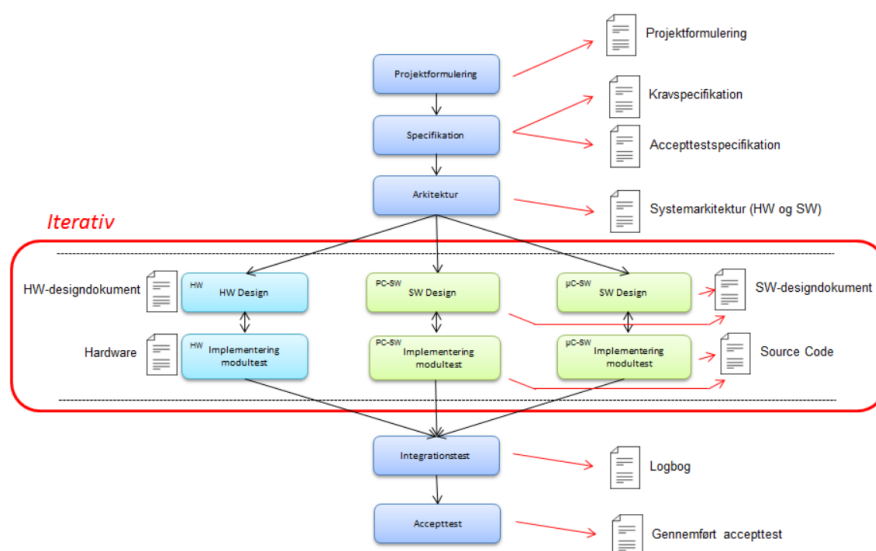 Projektformulering
Projektformulering
Kravspecifikation
Specifikation
Accepttestspecifikation
Arkitektur
Systemarkitektur (HW og SW)
Iterativ
HW-designdokument
HW
HW Design
PC-SW
SW Design
µC-SW
SW Design
SW-designdokument
Hardware
HW
Implementering
modultest
PC-SW
Implementering
modultest
µC-SW
Implementering
modultest
Source Code
Integrationstest
Logbog
Accepttest
Gennemført accepttest